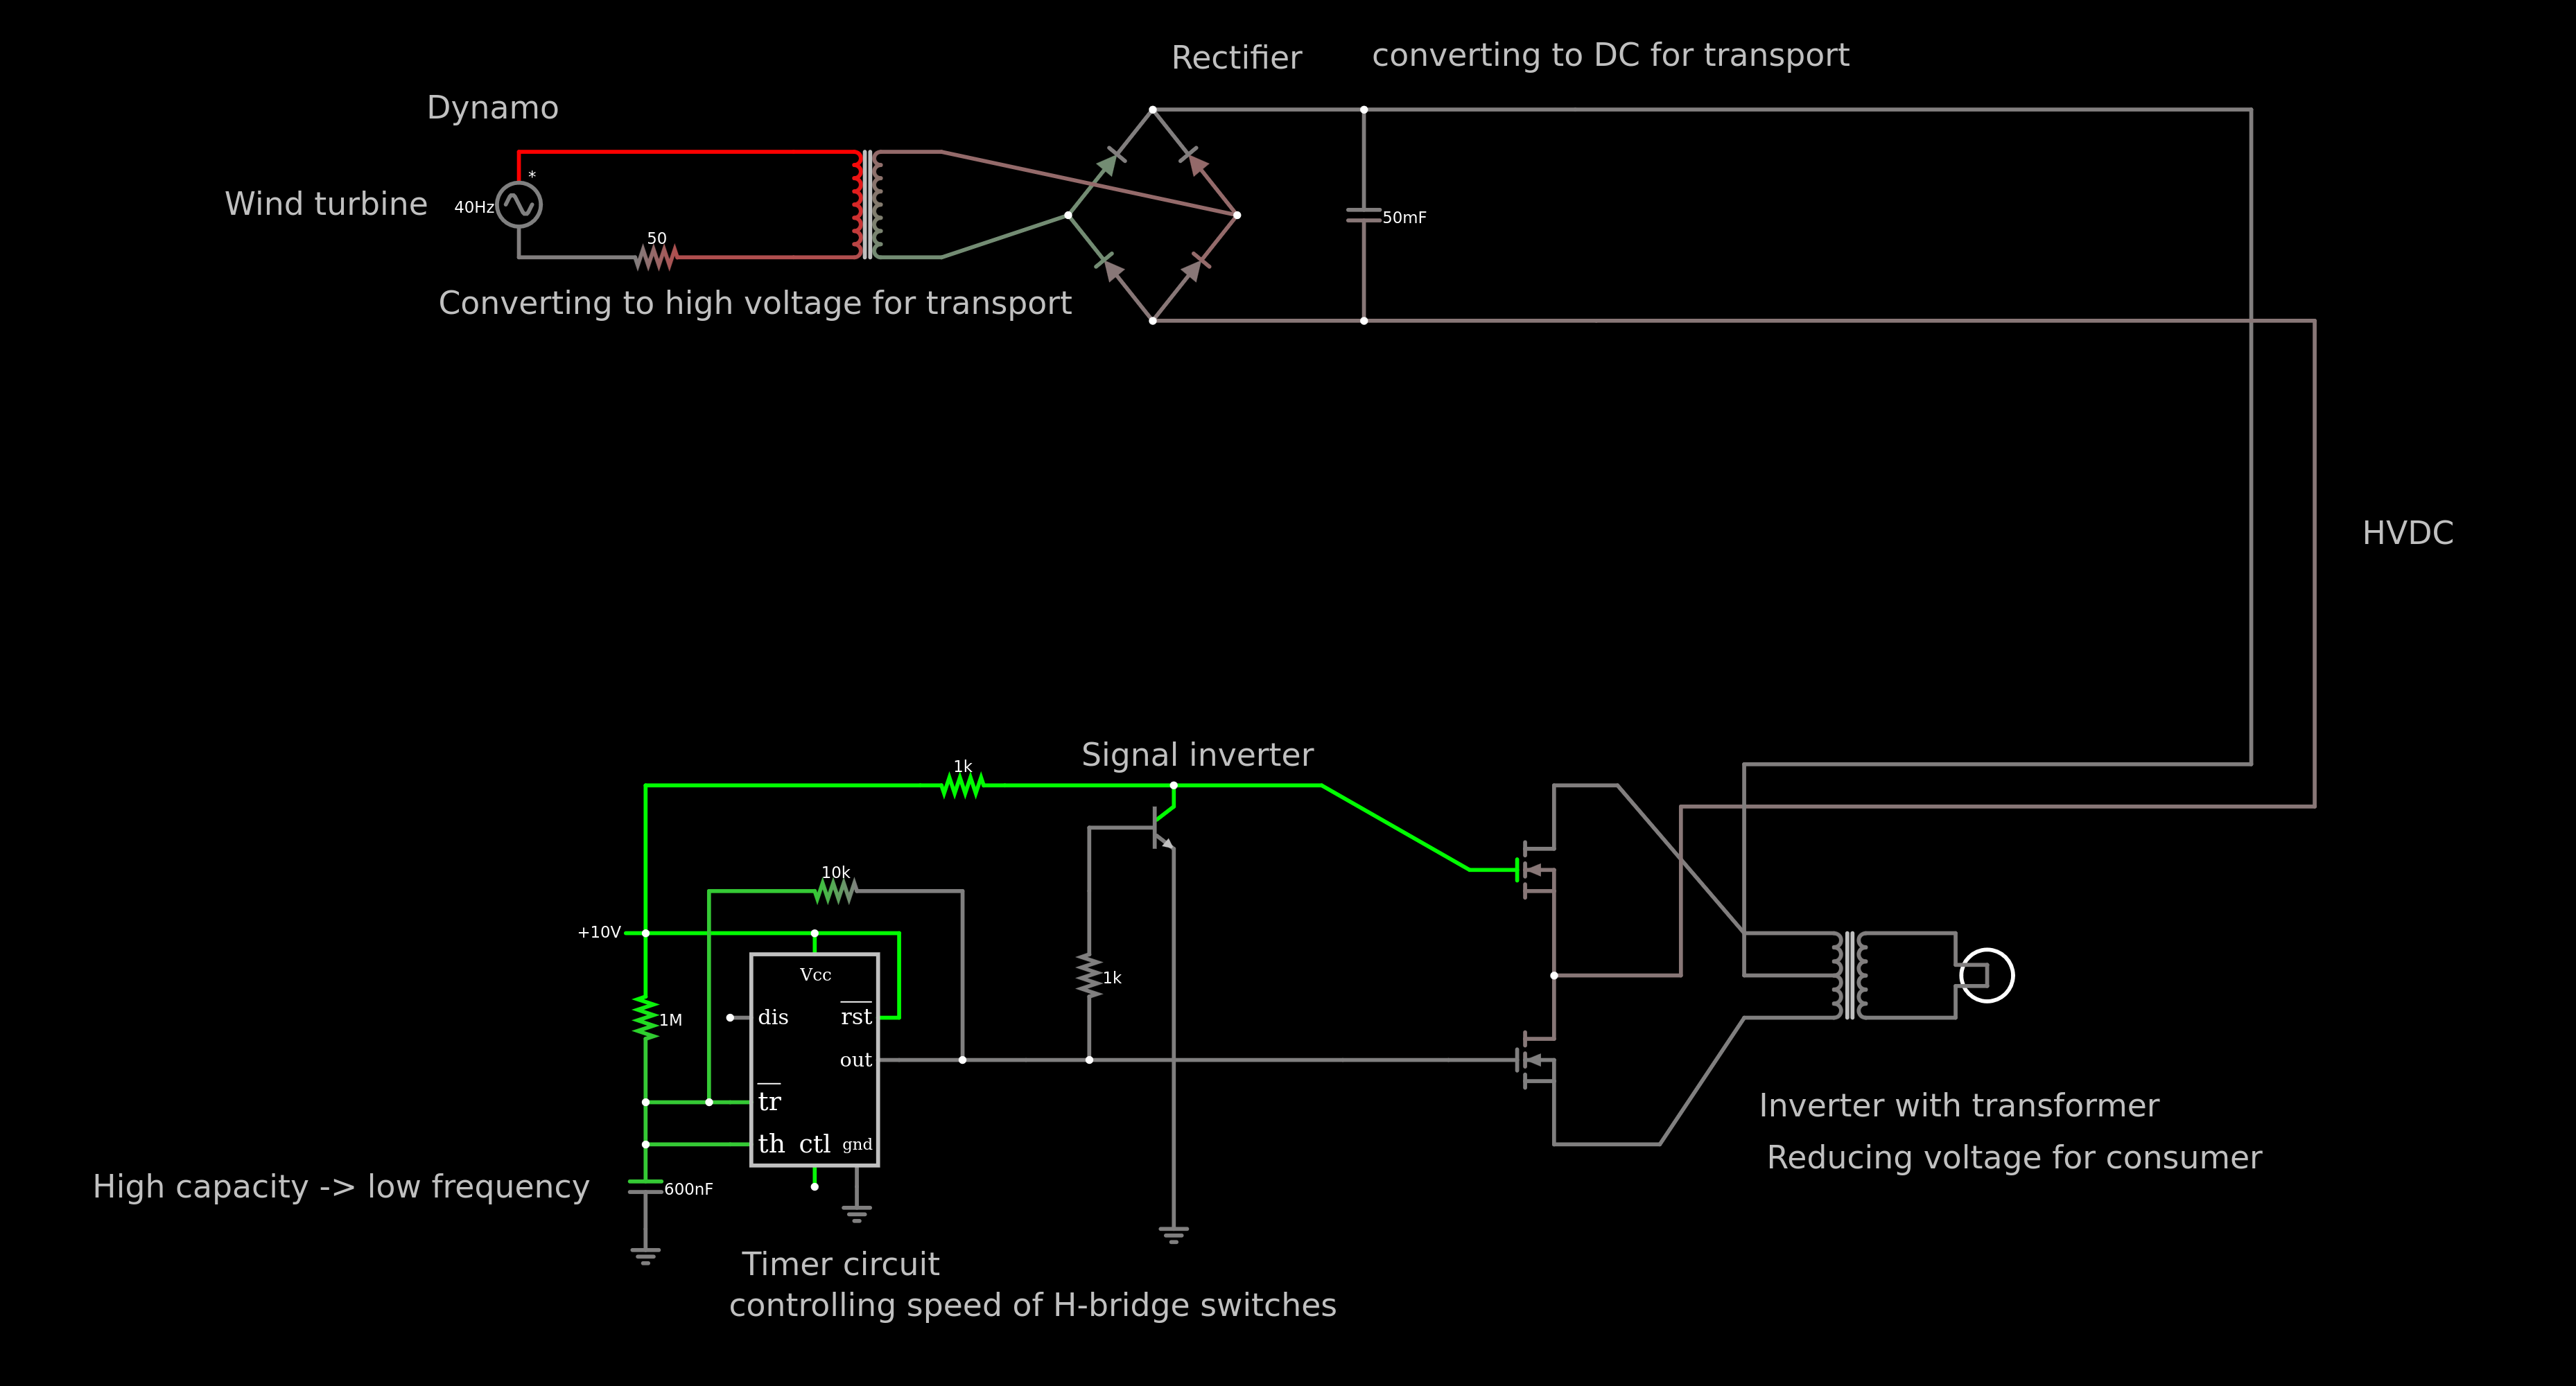 Rectifier
converting to DC for transport
Dynamo
*
Wind turbine
40Hz
50
50mF
Converting to high voltage for transport
HVDC
Signal inverter
1k
10k
+10V
Vcc
1k
1M
dis
rst
out
tr
th
ctl
gnd
Inverter with transformer
Reducing voltage for consumer
High capacity -> low frequency
600nF
Timer circuit
controlling speed of H-bridge switches